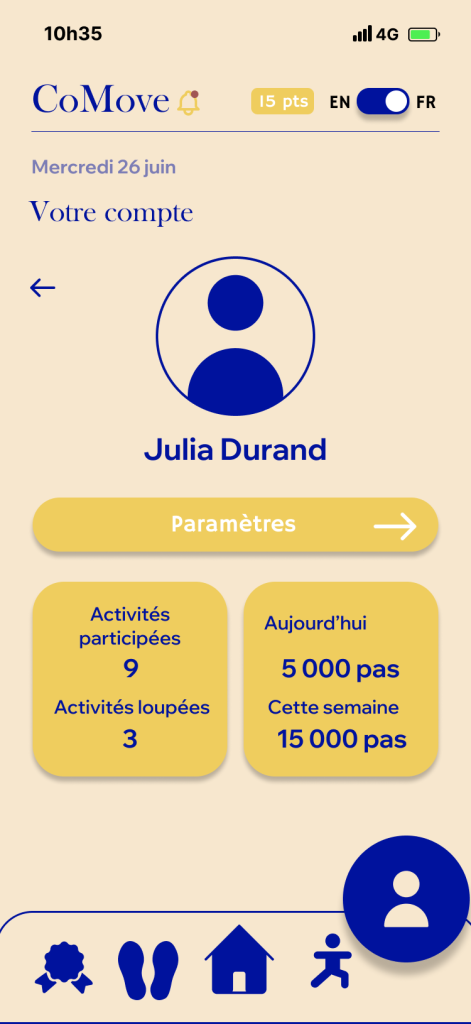 10h35
4G
CoMove
15 pts
EN
FR
Mercredi 26 juin
Votre compte
Julia Durand
Paramètres
Activités
participées
9
Activités loupées
3
Aujourd'hui
5 000 pas
Cette semaine
15 000 pas